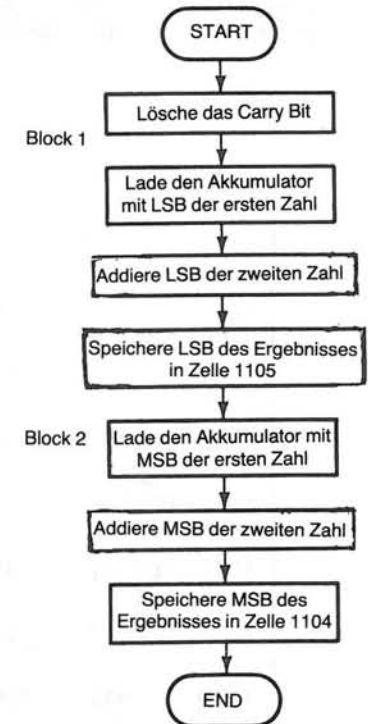 START
Lösche das Carry Bit
Block 1
Lade den Akkumulator
mit LSB der ersten Zahl
Addiere LSB der zweiten Zahl
Speichere LSB des Ergebnisses
in Zelle 1105
Block 2
Lade den Akkumulator mit
MSB der ersten Zahl
Addiere MSB der zweiten Zahl
Speichere MSB des
Ergebnisses in Zelle 1104
END